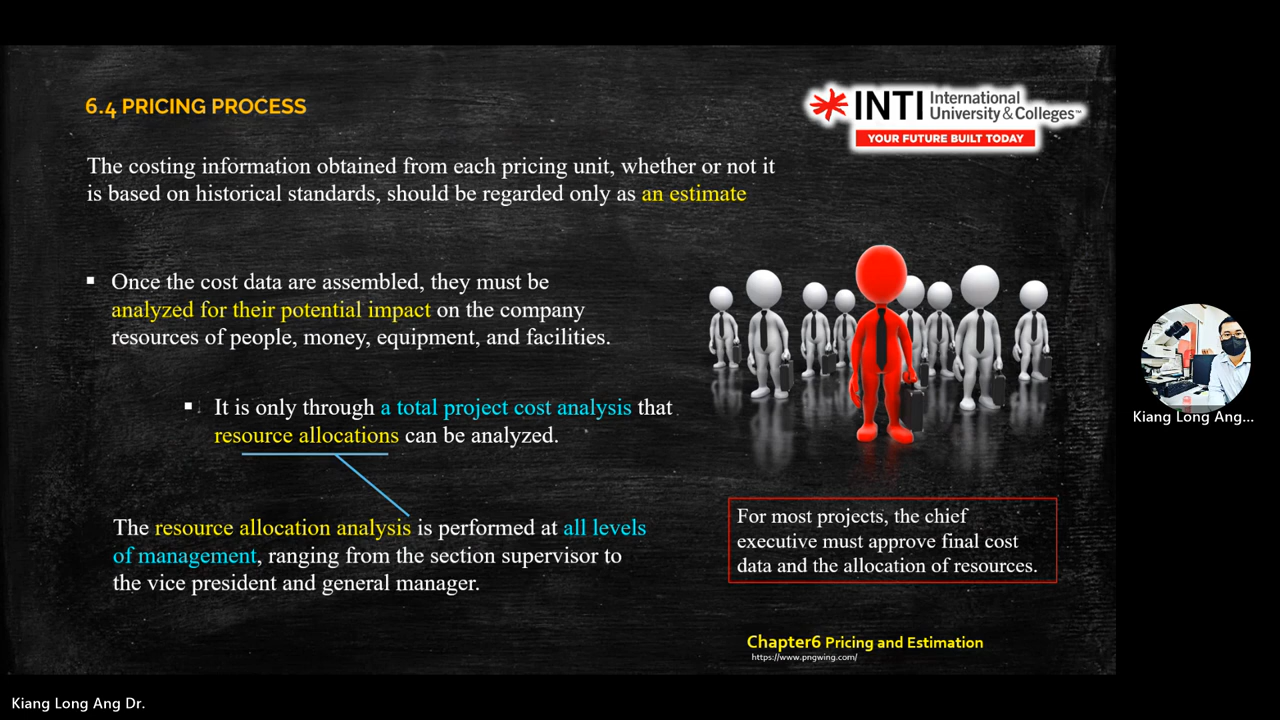 6.4 PRICING PROCESS
INTI International
University & Colleges™
YOUR FUTURE BUILT TODAY
The costing information obtained from each pricing unit, whether or not it
is based on historical standards, should be regarded only as an estimate
Once the cost data are assembled, they must be
analyzed for their potential impact on the company
resources of people, money, equipment, and facilities.
It is only through a total project cost analysis that
resource allocations can be analyzed.
The resource allocation analysis is performed at all levels
of management, ranging from the section supervisor to
the vice president and general manager.
For most projects, the chief
executive must approve final cost
data and the allocation of resources.
Chapter6 Pricing and Estimation
https://www.pngwing.com/
Kiang Long Ang...
Kiang Long Ang Dr.